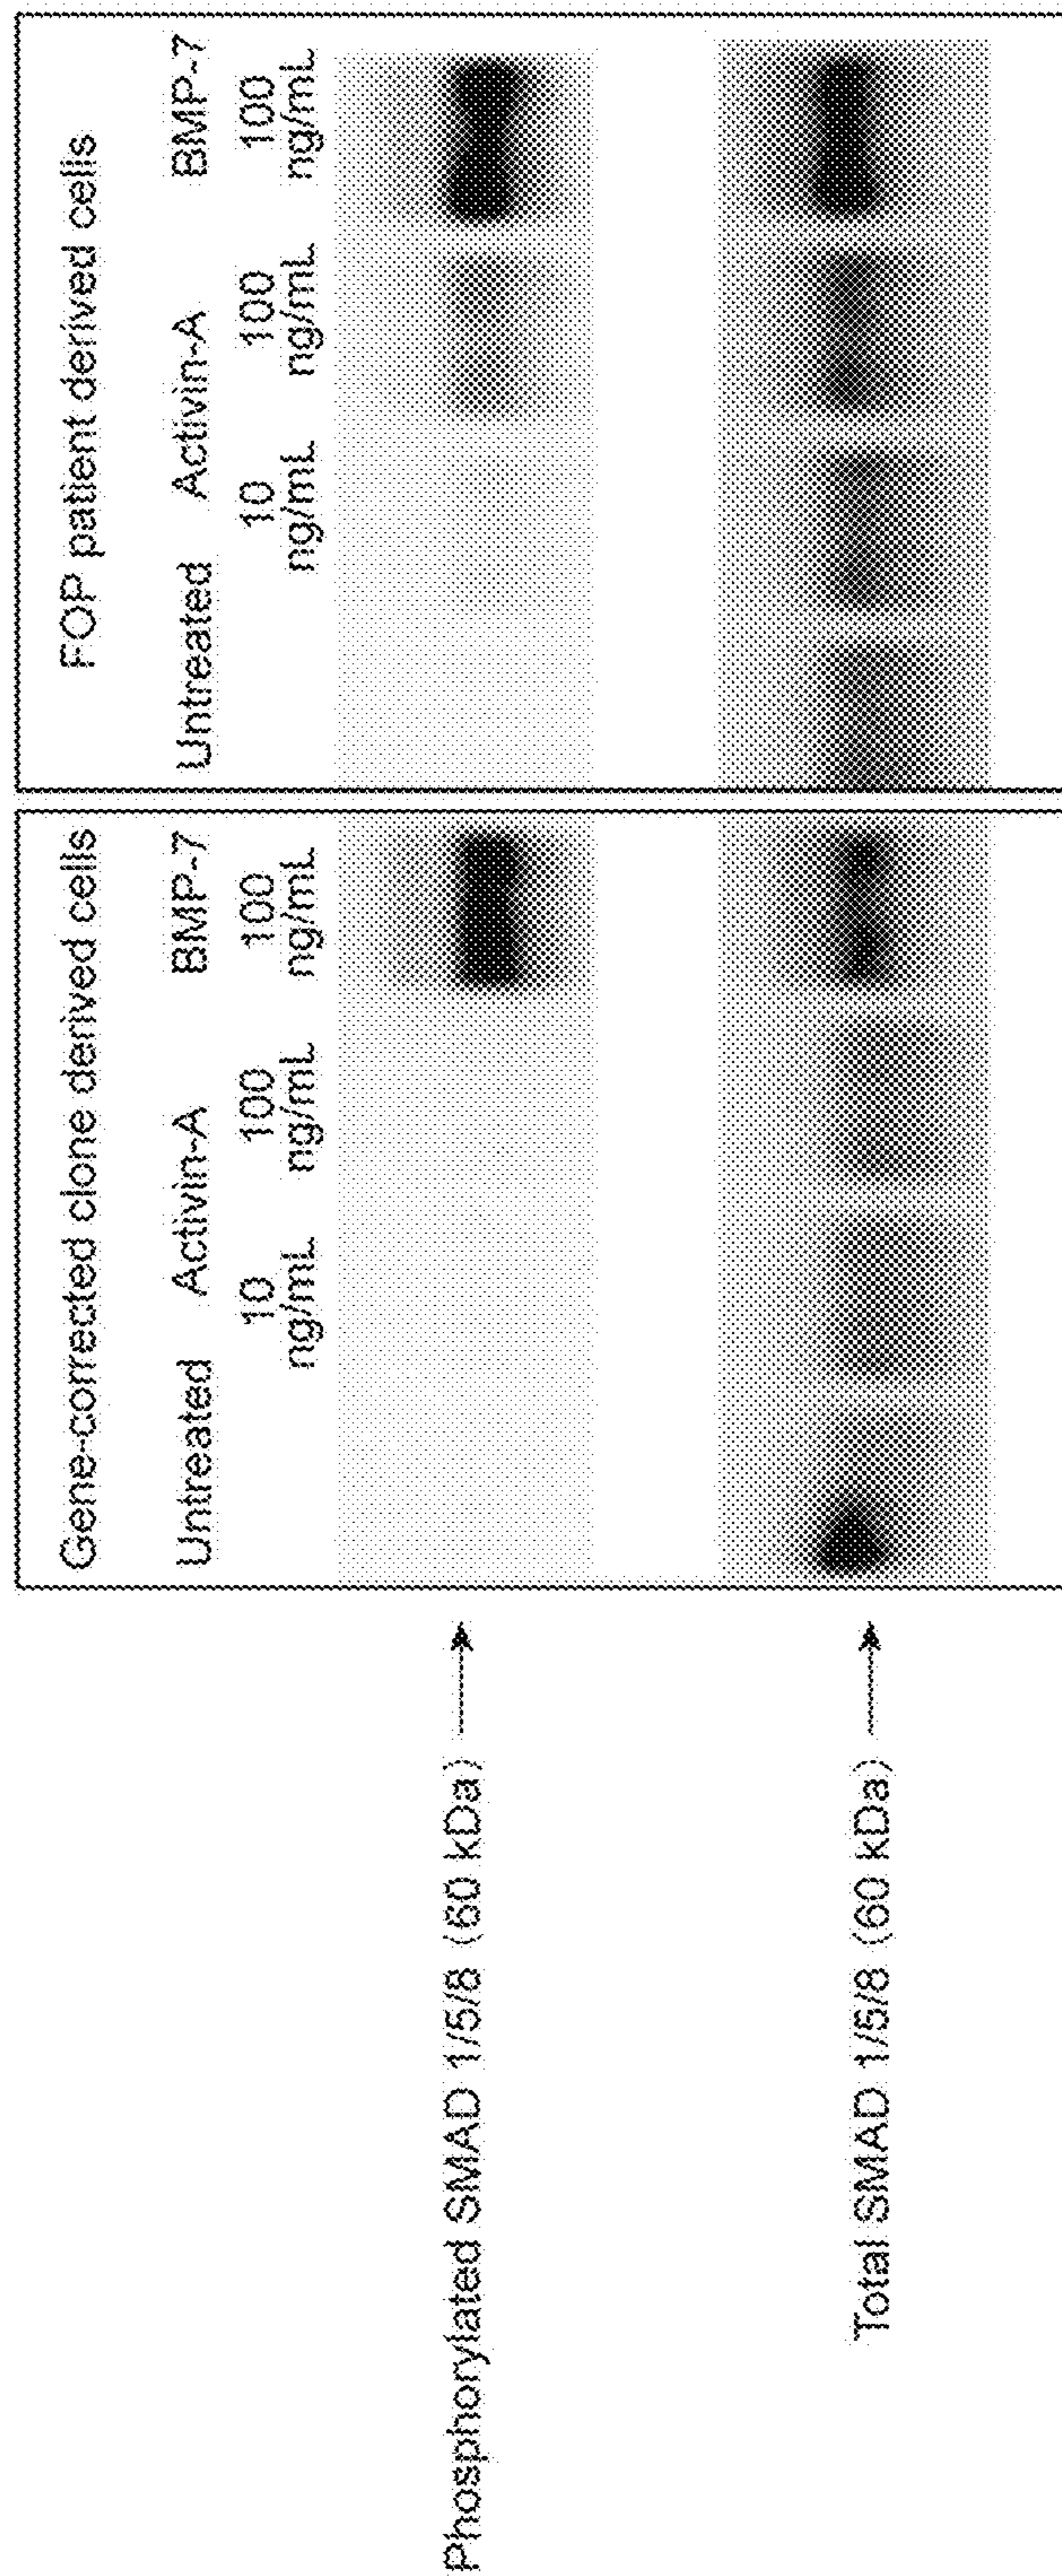 Gene-corrected clone derived cells
Untreated Activin-A BMP-7
10 100 100
ng/mL ng/mL ng/mL
FOP patient derived cells
Untreated Activin-A BMP-7
10 100 100
ng/mL ng/mL ng/mL
Phosphorylated SMAD 1/5/8 (60 kDa)
Total SMAD 1/5/8 (60 kDa)